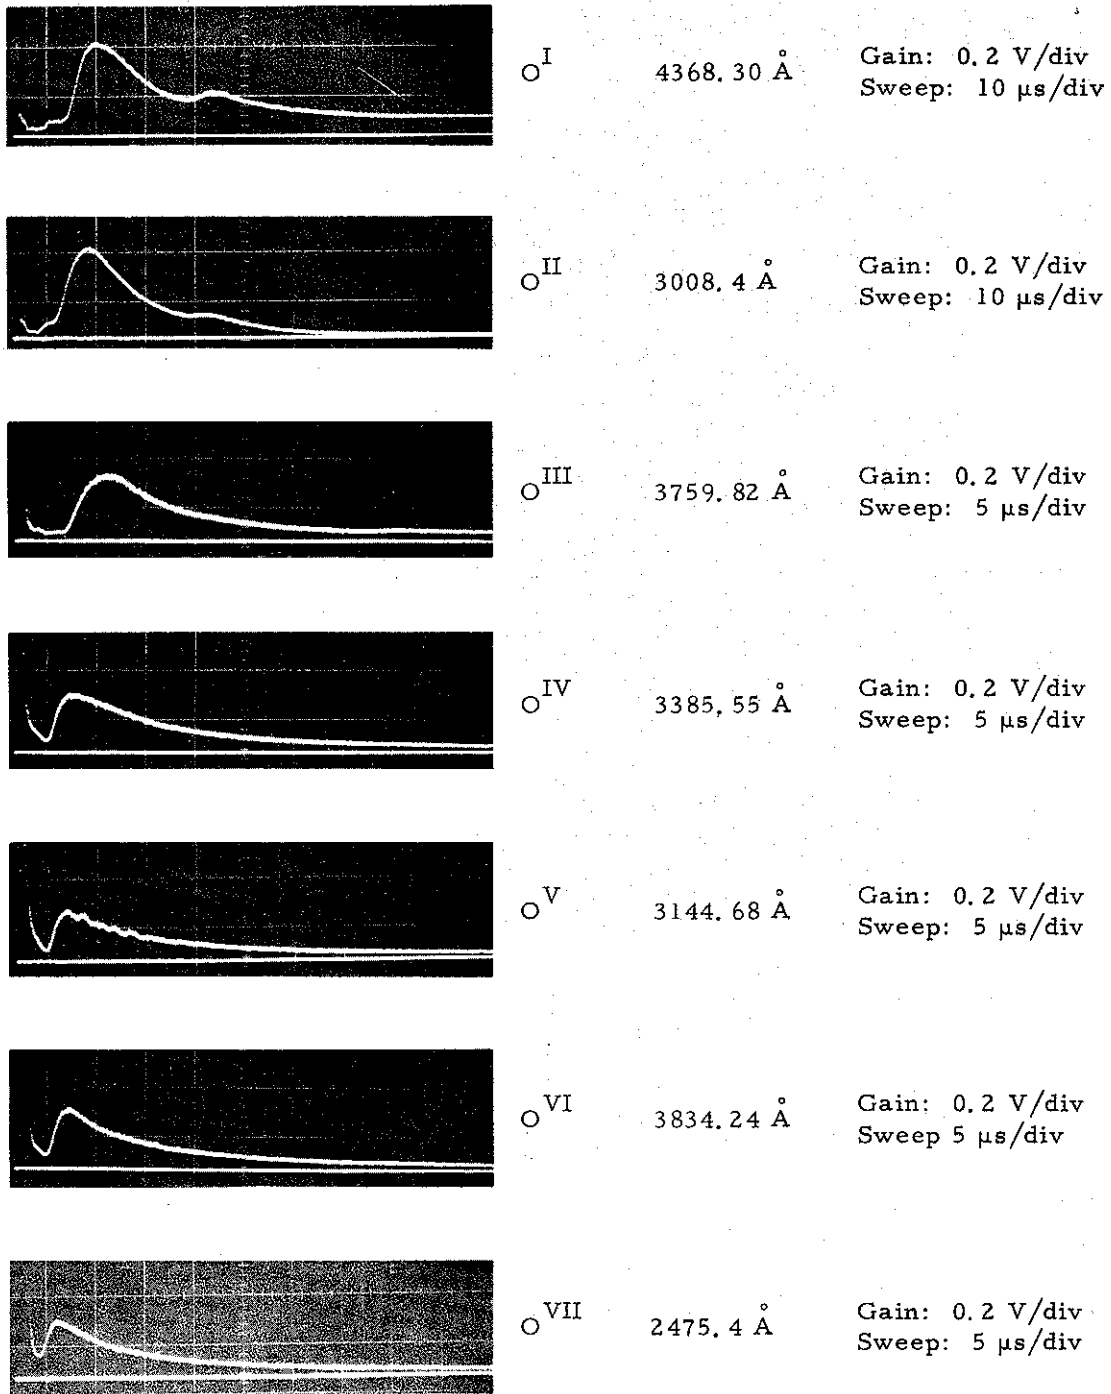 O^I 4368.30 Å Gain: 0.2 V/div
Sweep: 10 μs/div
O^II 3008.4 Å Gain: 0.2 V/div
Sweep: 10 μs/div
O^III 3759.82 Å Gain: 0.2 V/div
Sweep: 5 μs/div
O^IV 3385,55 Å Gain: 0.2 V/div
Sweep: 5 μs/div
O^V 3144.68 Å Gain: 0.2 V/div
Sweep: 5 μs/div
O^VI 3834.24 Å Gain: 0.2 V/div
Sweep 5 μs/div
O^VII 2475.4 Å Gain: 0.2 V/div
Sweep: 5 μs/div